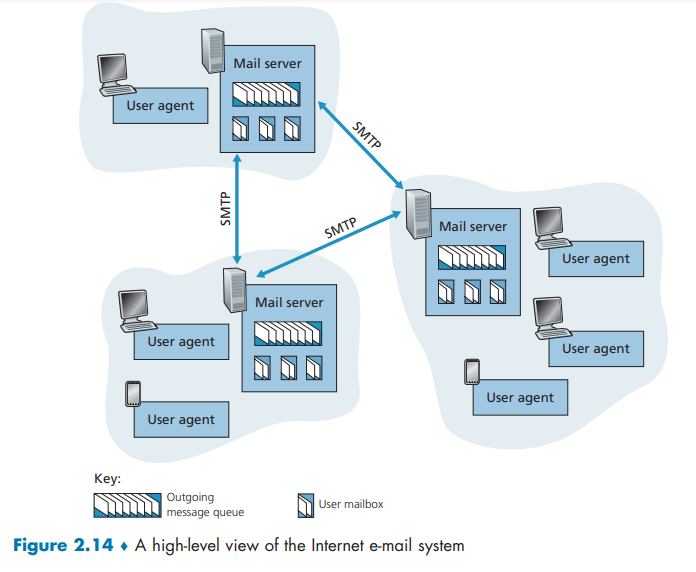 Mail server
User agent
SMTP
SMTP
SMTP
Mail server
User agent
User agent
User agent
Mail server
User agent
User agent
Key:
Outgoing
message queue
User mailbox
Figure 2.14 ♦ A high-level view of the Internet e-mail system